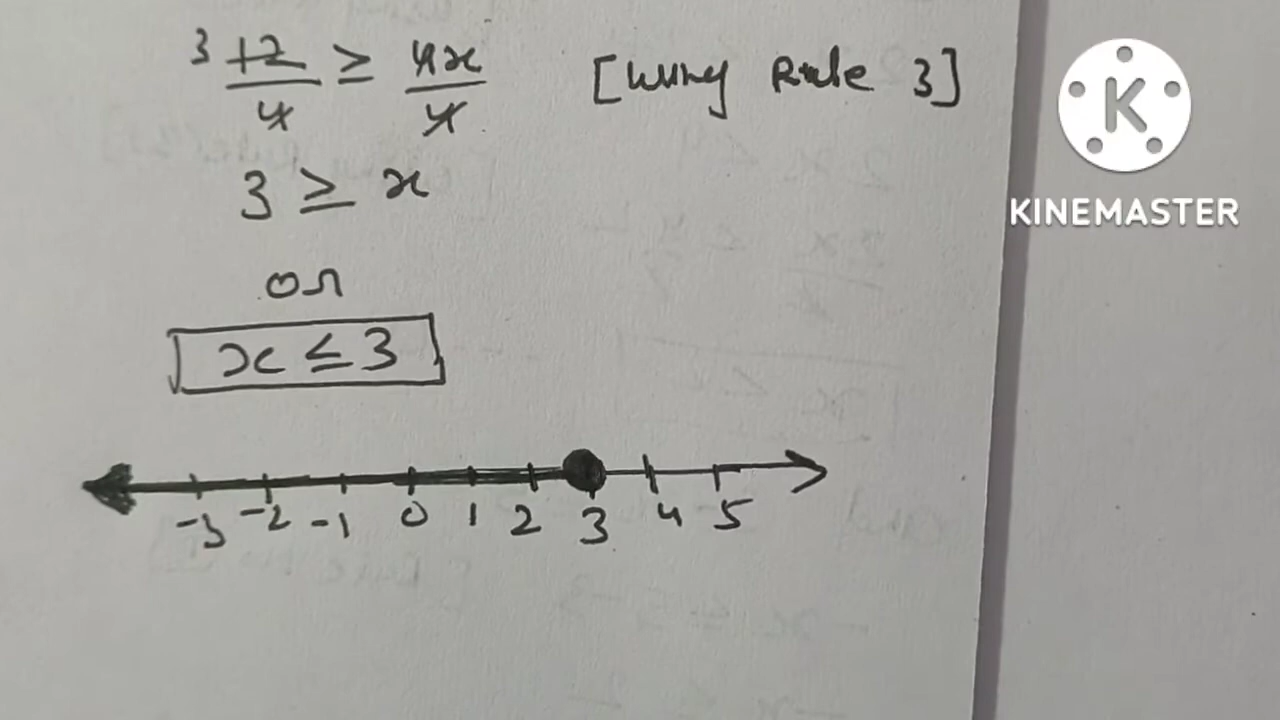 3 12/4 ≥ 4x/4 [Using Rule 3]
3 ≥ x
or
x ≤ 3
-3 -2 -1 0 1 2 3 4 5
K
KINEMASTER